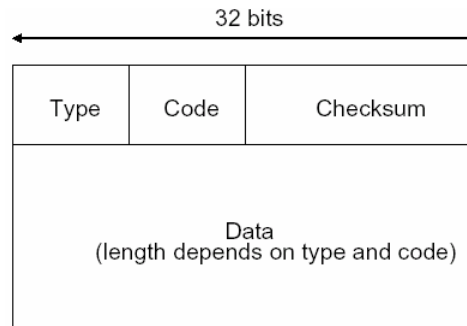 32 bits
Type Code Checksum
Data
(length depends on type and code)